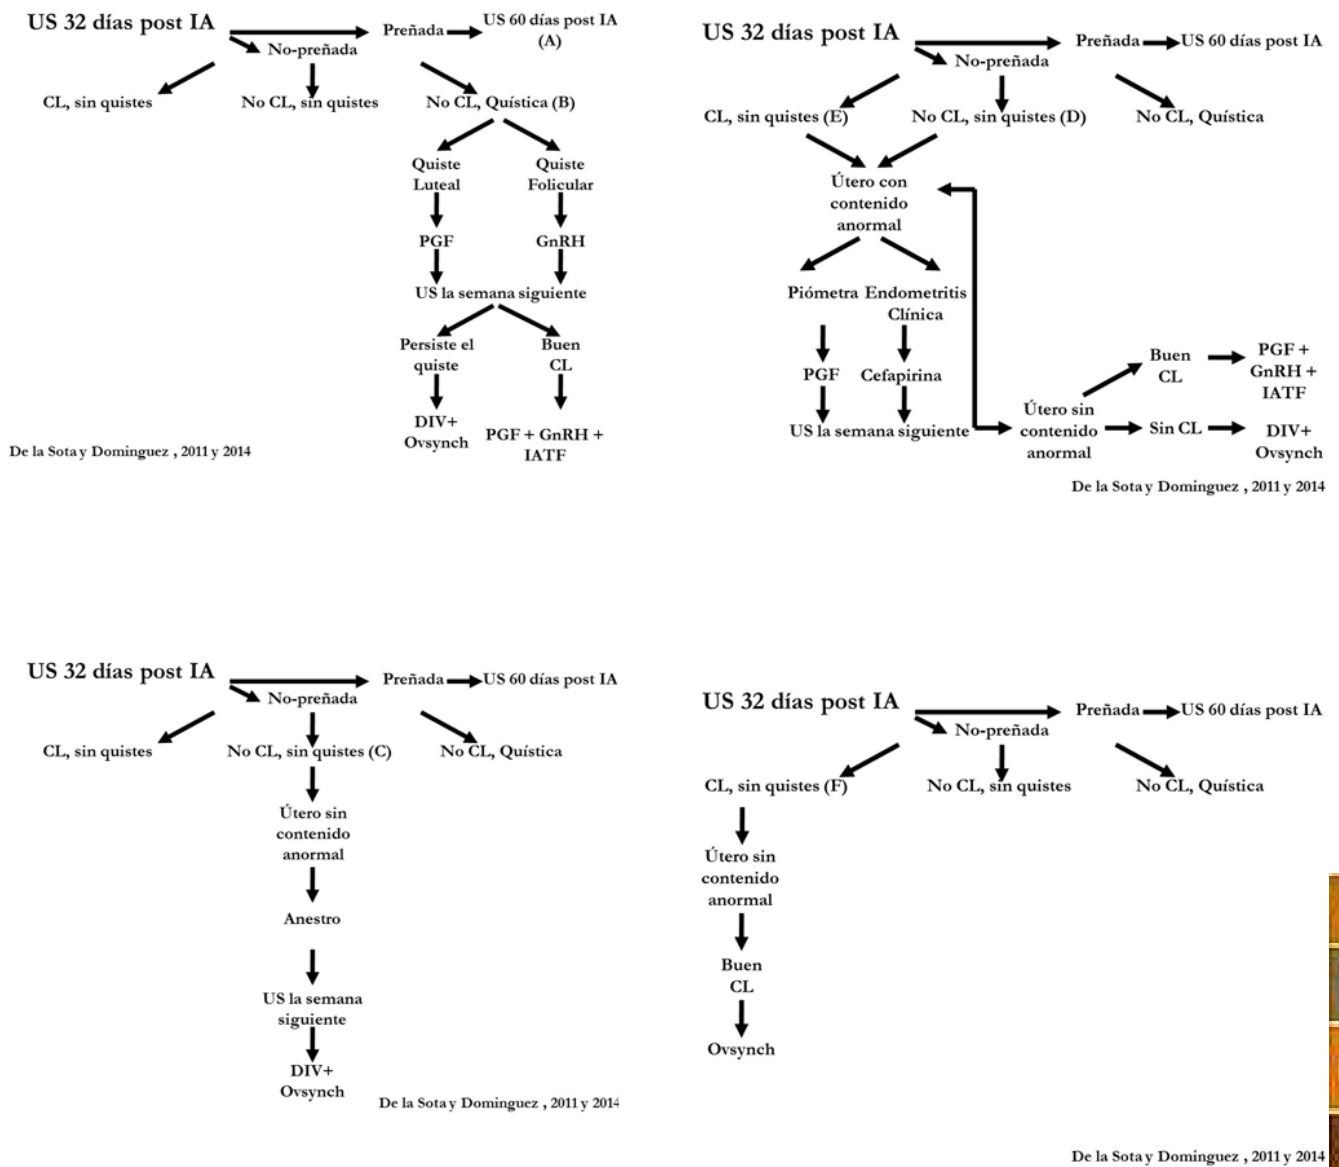 US 32 días post IA
Preñada
US 60 días post IA
(A)
No-preñada
CL, sin quistes
No CL, sin quistes
No CL, Quística (B)
Quiste
Luteal
Quiste
Folicular
PGF
GnRH
US la semana siguiente
Persiste el
quiste
Buen
CL
DIV+
Ovsynch
PGF + GnRH +
IATF
De la Sota y Dominguez , 2011 y 2014
US 32 días post IA
Preñada
US 60 días post IA
No-preñada
CL, sin quistes (E)
No CL, sin quistes (D)
No CL, Quística
Útero con
contenido
anormal
Piómetra
Endometritis
Clínica
PGF
Cefapirina
US la semana siguiente
Útero sin
contenido
anormal
Buen
CL
PGF +
GnRH +
IATF
Sin CL
DIV+
Ovsynch
De la Sota y Dominguez , 2011 y 2014
US 32 días post IA
Preñada
US 60 días post IA
No-preñada
CL, sin quistes
No CL, sin quistes (C)
No CL, Quística
Útero sin
contenido
anormal
Anestro
US la semana
siguiente
DIV+
Ovsynch
De la Sota y Dominguez , 2011 y 2014
US 32 días post IA
Preñada
US 60 días post IA
No-preñada
CL, sin quistes (F)
No CL, sin quistes
No CL, Quística
Útero sin
contenido
anormal
Buen
CL
Ovsynch
De la Sota y Dominguez , 2011 y 2014